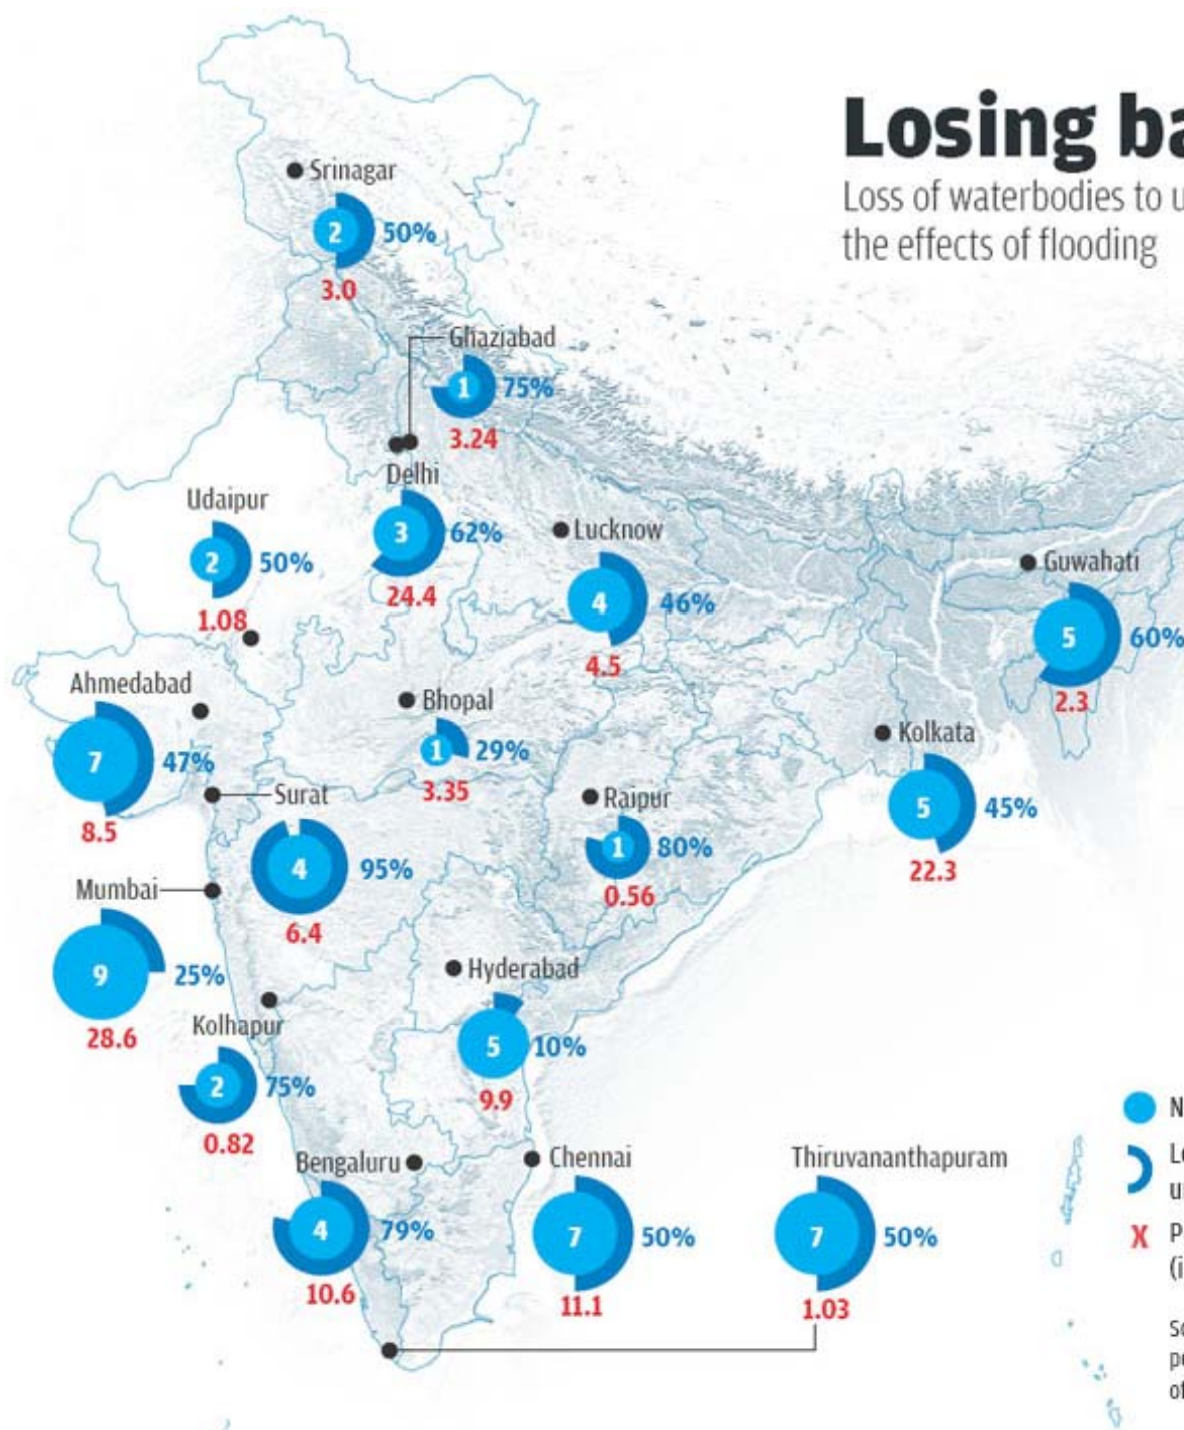 Losing ba
Loss of waterbodies to u
the effects of flooding
Srinagar
2 50%
3.0
Ghaziabad
1 75%
3.24
Delhi
3 62%
24.4
Udaipur
2 50%
1.08
Lucknow
4 46%
4.5
Guwahati
5 60%
2.3
Ahmedabad
7 47%
8.5
Bhopal
1 29%
3.35
Kolkata
5 45%
22.3
Surat
4 95%
6.4
Raipur
1 80%
0.56
Mumbai
9 25%
28.6
Hyderabad
5 10%
9.9
Kolhapur
2 75%
0.82
Bengaluru
4 79%
10.6
Chennai
7 50%
11.1
Thiruvananthapuram
7 50%
1.03
N
Lo
u
X P
(i
So
po
of